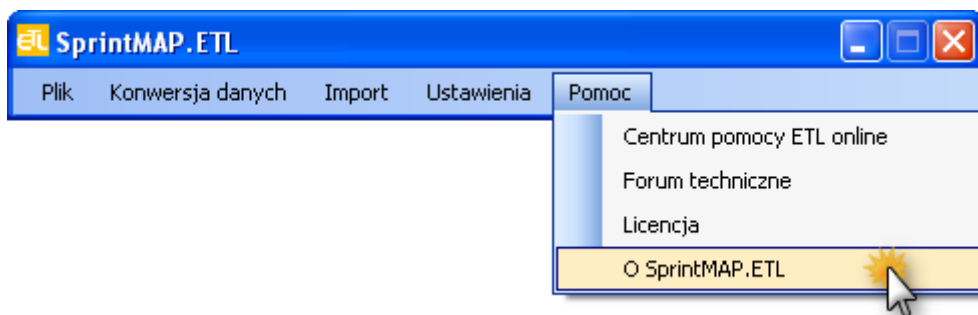 ETL SprintMAP.ETL
Plik Konwersja danych Import Ustawienia Pomoc
Centrum pomocy ETL online
Forum techniczne
Licencja
O SprintMAP.ETL